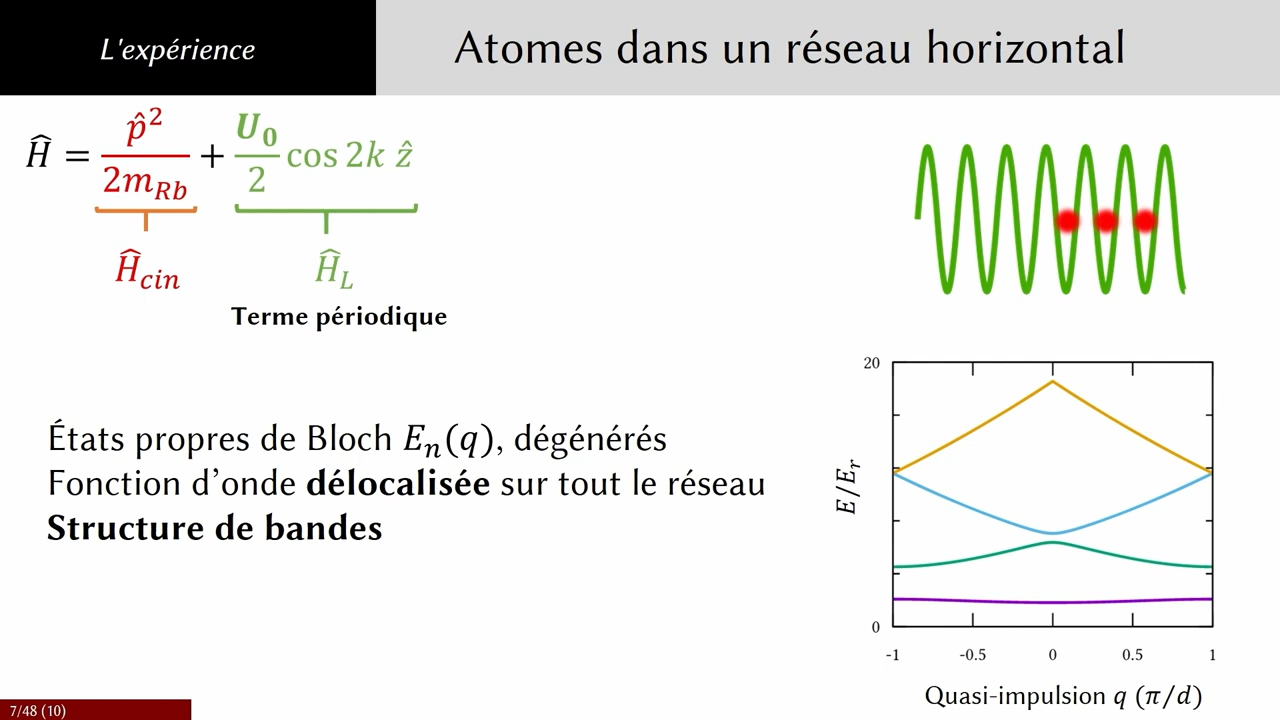 L'expérience
Atomes dans un réseau horizontal
Ĥ = p̂²/2m_Rb + U₀/2 cos 2k ẑ
Ĥ_cin
Ĥ_L
Terme périodique
États propres de Bloch Eₙ(q), dégénérés
Fonction d’onde délocalisée sur tout le réseau
Structure de bandes
20
E/Eᵣ
0
-1 -0.5 0 0.5 1
Quasi-impulsion q (π/d)
7/48 (10)